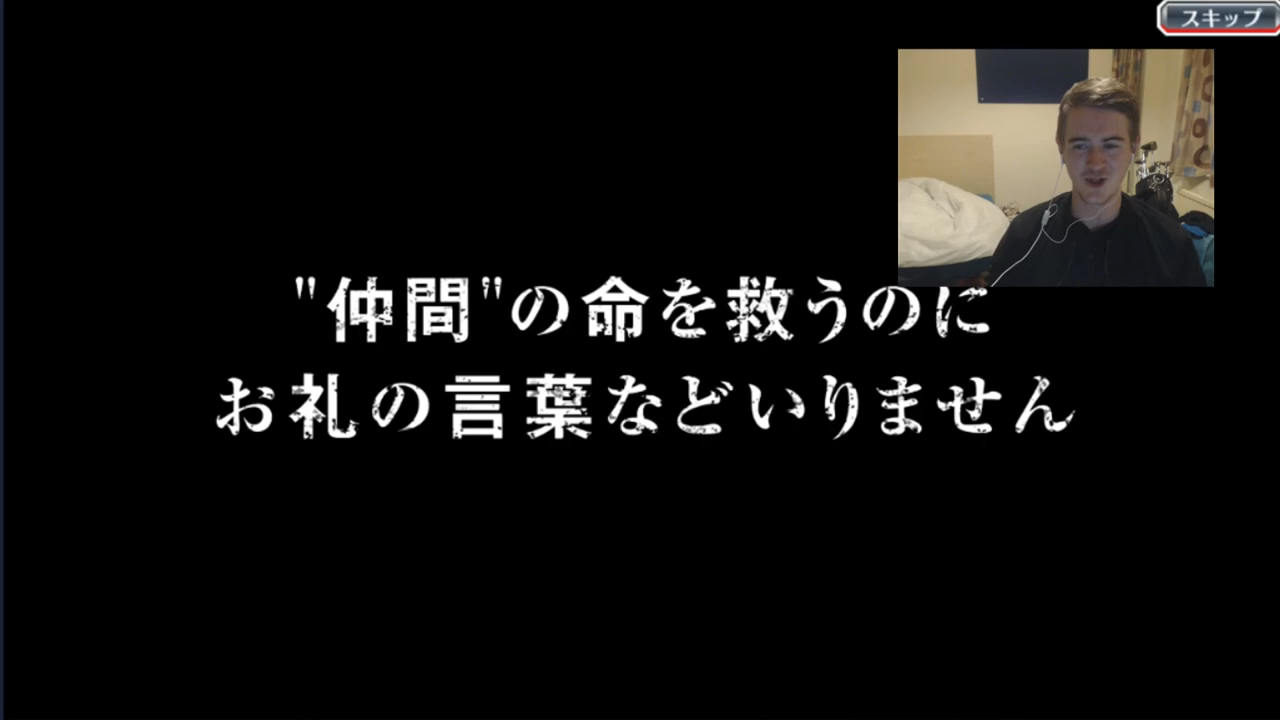 スキップ
"仲間"の命を救うのに
お礼の言葉などいりません